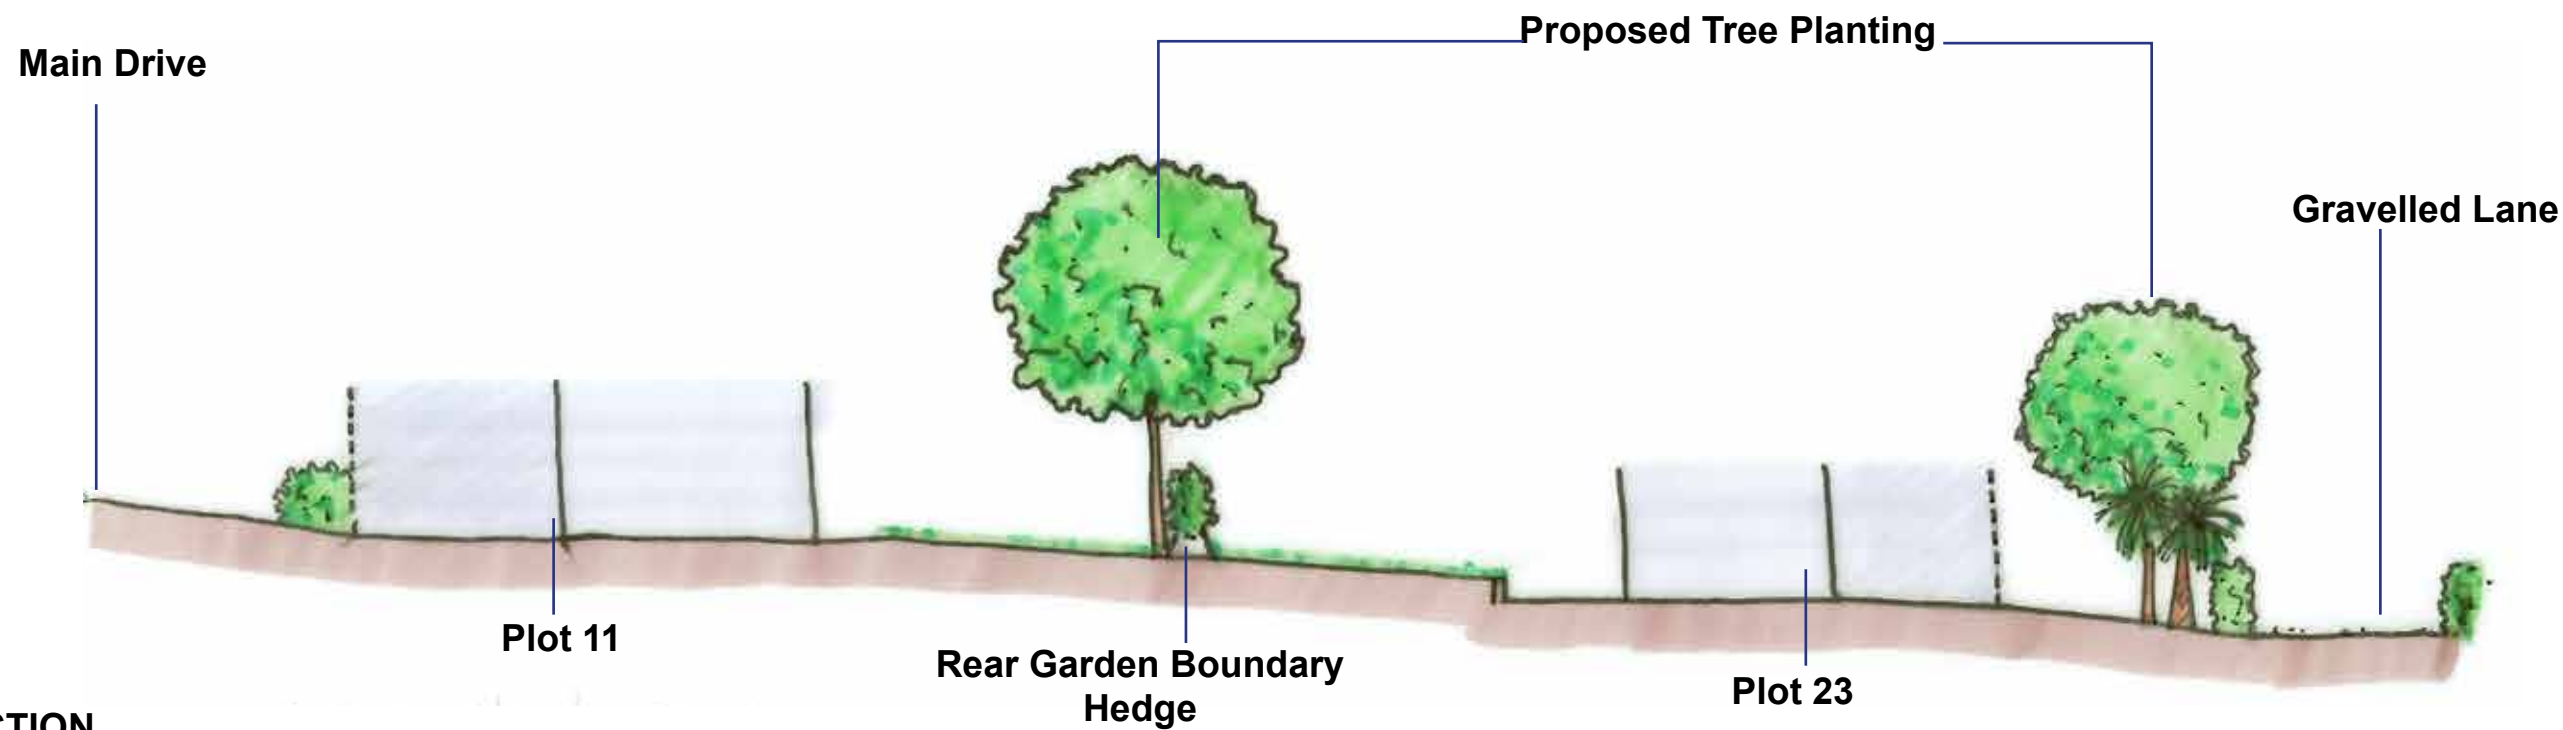 Proposed Tree Planting
Main Drive
Gravelled Lane
Plot 11
Rear Garden Boundary
Hedge
Plot 23